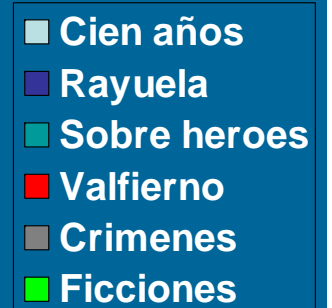 Cien años
Rayuela
Sobre heroes
Valfierno
Crimenes
Ficciones